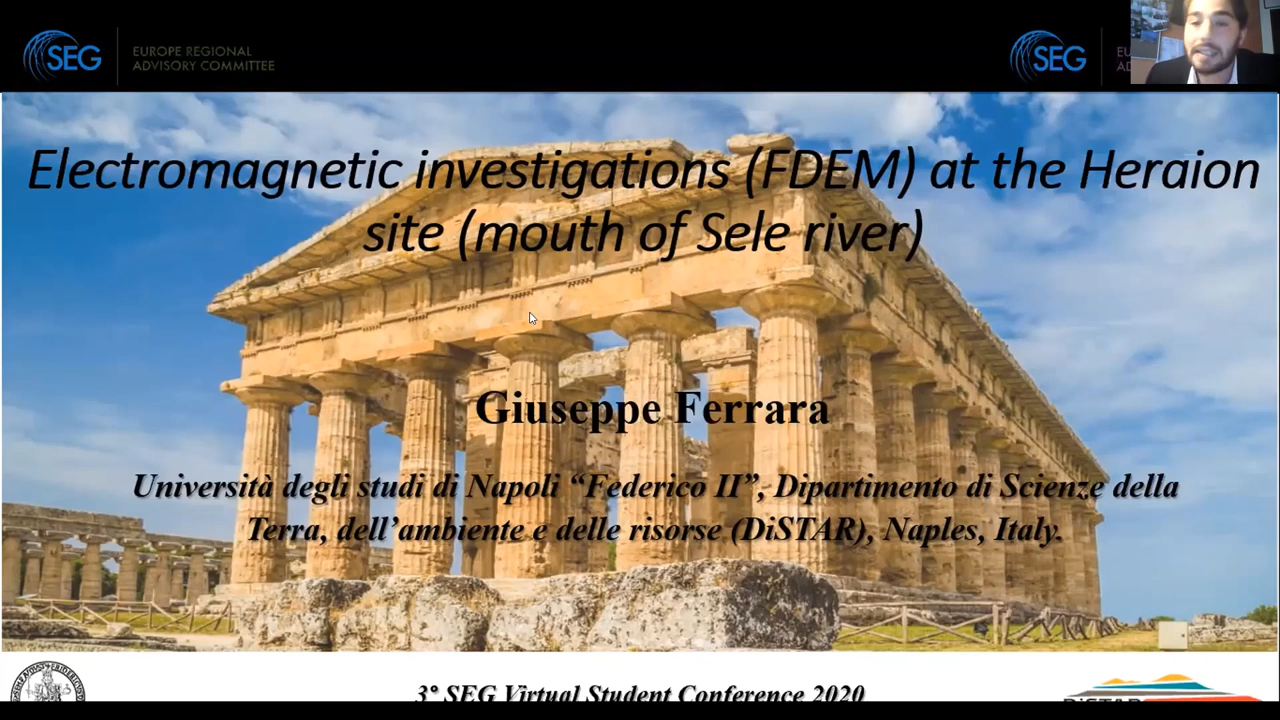 SEG
EUROPE REGIONAL
ADVISORY COMMITTEE
SEG
Electromagnetic investigations (FDEM) at the Heraion
site (mouth of Sele river)
Giuseppe Ferrara
Università degli studi di Napoli “Federico II”, Dipartimento di Scienze della
Terra, dell’ambiente e delle risorse (DiSTAR), Naples, Italy.
3° SEG Virtual Student Conference 2020
DiSTAR